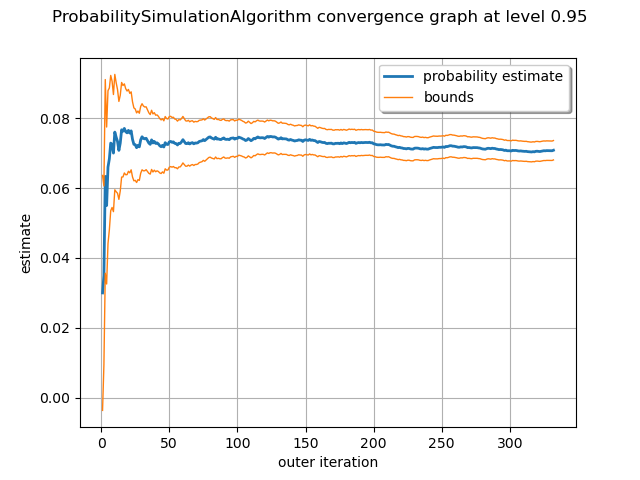 ProbabilitySimulationAlgorithm convergence graph at level 0.95
probability estimate
bounds
0.08
0.06
0.04
0.02
0.00
estimate
0 50 100 150 200 250 300
outer iteration